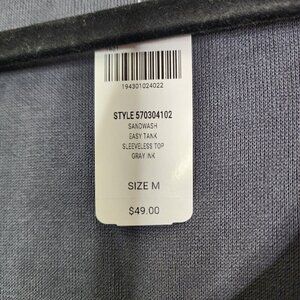 194301024022
STYLE 570304102
SANDWASH
EASY TANK
SLEEVELESS TOP
GRAY INK
SIZE M
$49.00